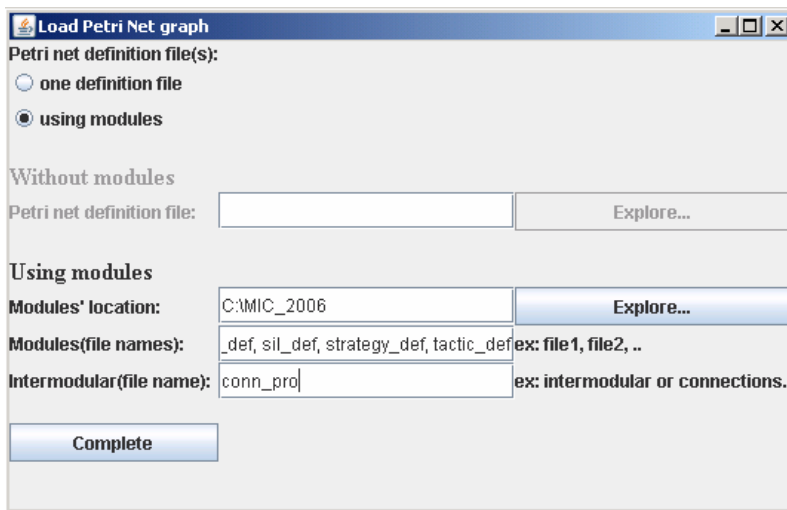 Load Petri Net graph
Petri net definition file(s):
one definition file
using modules
Without modules
Petri net definition file: Explore...
Using modules
Modules' location: C:\MIC_2006 Explore...
Modules(file names): _def, sil_def, strategy_def, tactic_def ex: file1, file2, ..
Intermodular(file name): conn_pro ex: intermodular or connections.
Complete